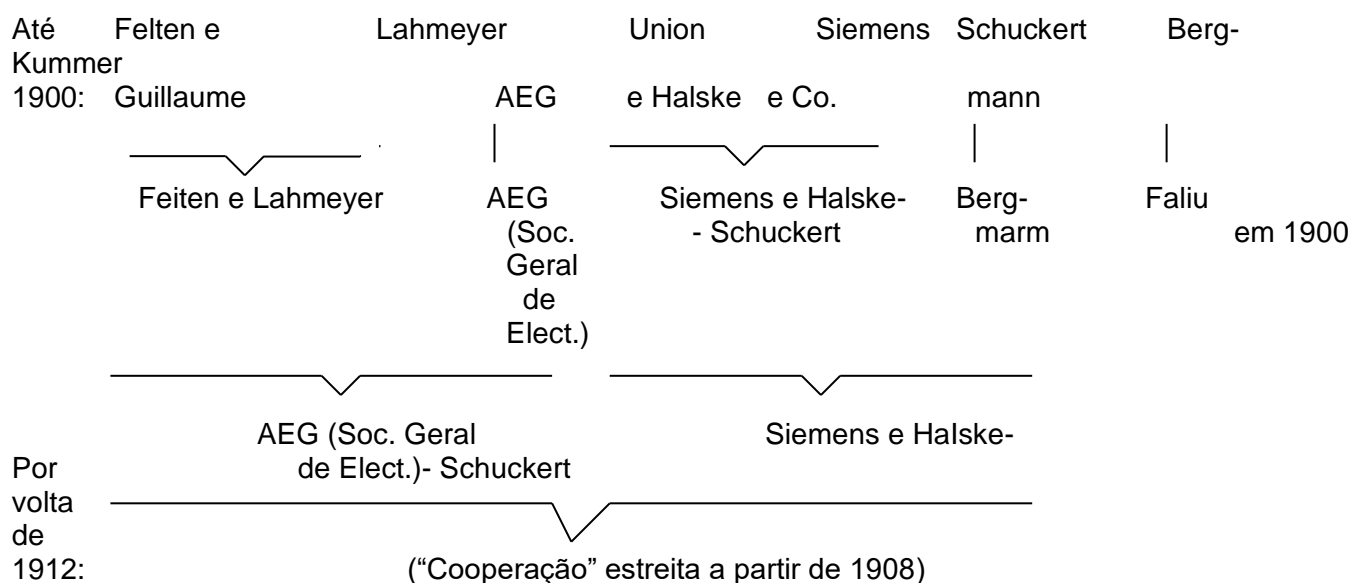 Até Felten e Lahmeyer Union Siemens Schuckert Berg-
Kummer
1900: Guillaume AEG e Halske e Co. mann
Feiten e Lahmeyer AEG Siemens e Halske- Berg- Faliu
(Soc. - Schuckert marm em 1900
Geral
de
Elect.)
AEG (Soc. Geral Siemens e Halske-
Por de Elect.)- Schuckert
volta
de
1912: (“Cooperação” estreita a partir de 1908)